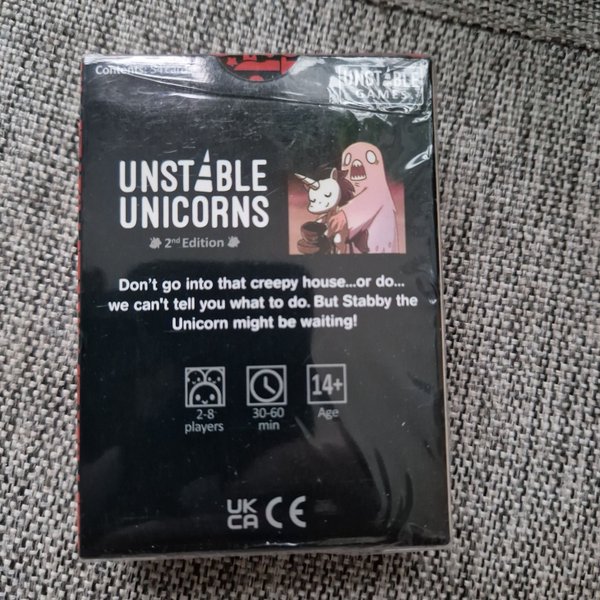 Contents: 54
UNSTABLE
GAMES
UNSTABLE
UNICORNS
2nd Edition
Don't go into that creepy house...or do...
we can't tell you what to do. But Stabby the
Unicorn might be waiting!
2-8
players
30-60
min
14+
Age
UK
CA CE